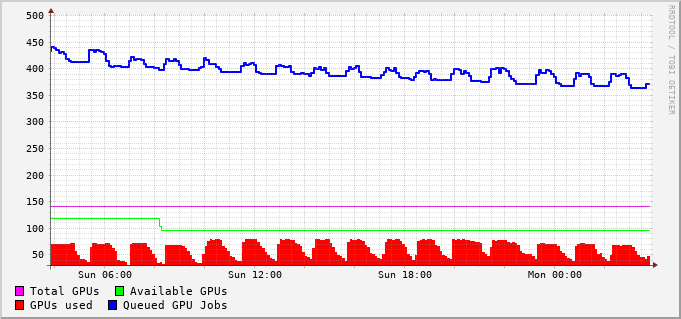 500
450
400
350
300
250
200
150
100
50
Sun 06:00 Sun 12:00 Sun 18:00 Mon 00:00
Total GPUs Available GPUs
GPUs used Queued GPU Jobs
RRDTOOL / TOBI OETIKER